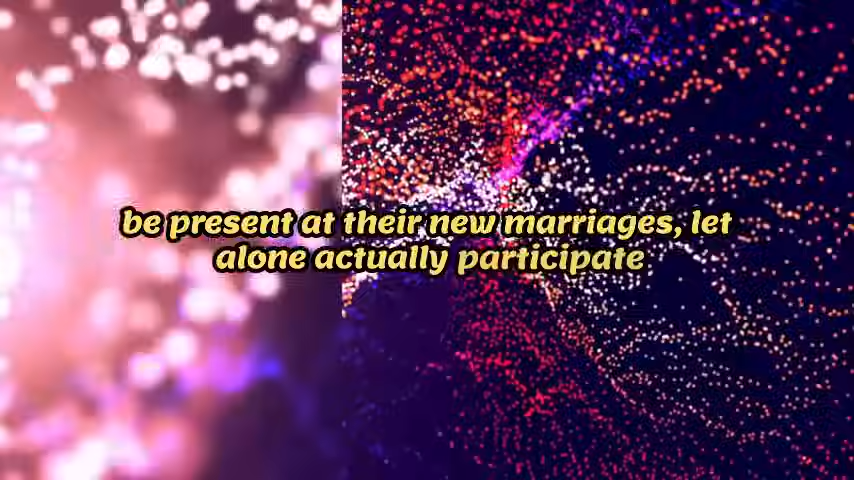 be present at their new marriages, let
alone actually participate